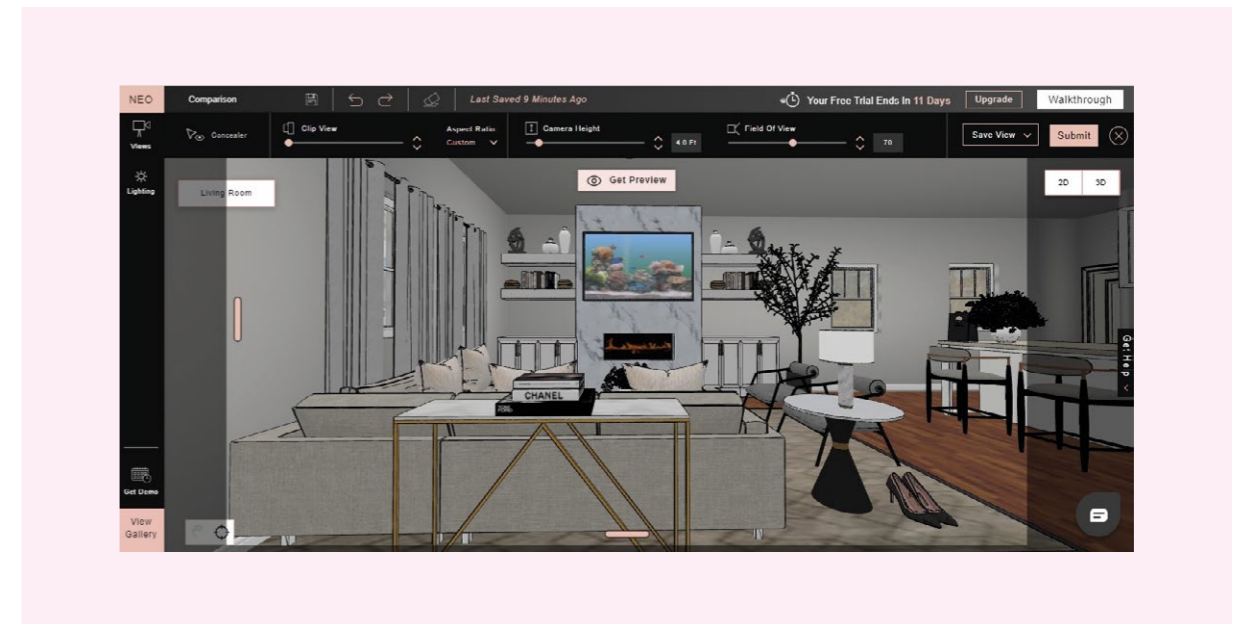 NEO
Comparison
Last Saved 9 Minutes Ago
Your Free Trial Ends In 11 Days
Upgrade
Walkthrough
Views
Concealer
Clip View
Aspect Ratio
Custom
Camera Height
4.0 Ft
Field Of View
70
Save View
Submit
Lighting
Living Room
Get Preview
2D
3D
Get Help
CHANEL
Get Demo
View
Gallery